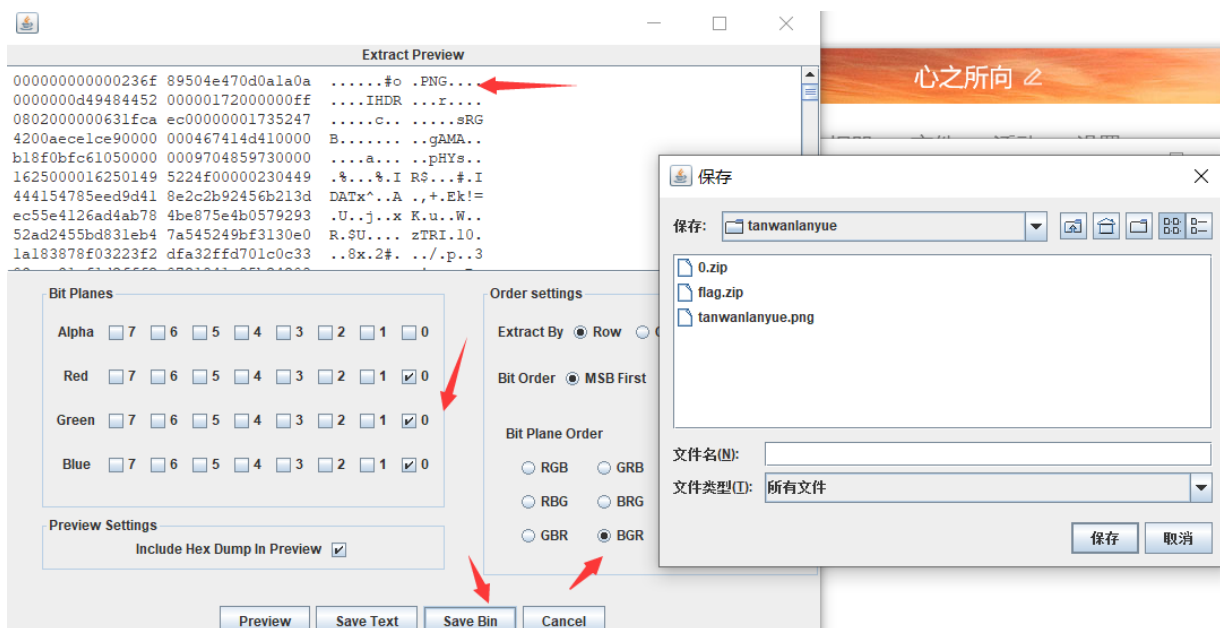 Extract Preview
000000000000236f 89504e470d0a1a0a ......#o .PNG....
0000000d49484452 00000172000000ff ....IHDR ...r....
0802000000631fca ec00000001735247 .....c.. .....sRG
4200aece1ce90000 000467414d410000 B....... ..gAMA..
b18f0bfc61050000 0009704859730000 ....a... ..pHYs..
1625000016250149 5224f00000230449 .%...%.I R$...#.I
444154785eed9d41 8e2c2b92456b213d DATx^..A .,+.Ek!=
ec55e4126ad4ab78 4be875e4b0579293 .U..j..x K.u..W..
52ad2455bd831eb4 7a545249bf3130e0 R.$U.... zTRI.10.
1a183878f03223f2 dfa32ffd701c0c33 ..8x.2#. ../.p..3
Bit Planes
Alpha 7 6 5 4 3 2 1 0
Red 7 6 5 4 3 2 1 0
Green 7 6 5 4 3 2 1 0
Blue 7 6 5 4 3 2 1 0
Preview Settings
Include Hex Dump In Preview
Order settings
Extract By Row
Bit Order MSB First
Bit Plane Order
RGB GRB
RBG BRG
GBR BGR
Preview Save Text Save Bin Cancel
心之所向
保存
保存: tanwanlanyue
0.zip
flag.zip
tanwanlanyue.png
文件名(N):
文件类型(T): 所有文件
保存 取消